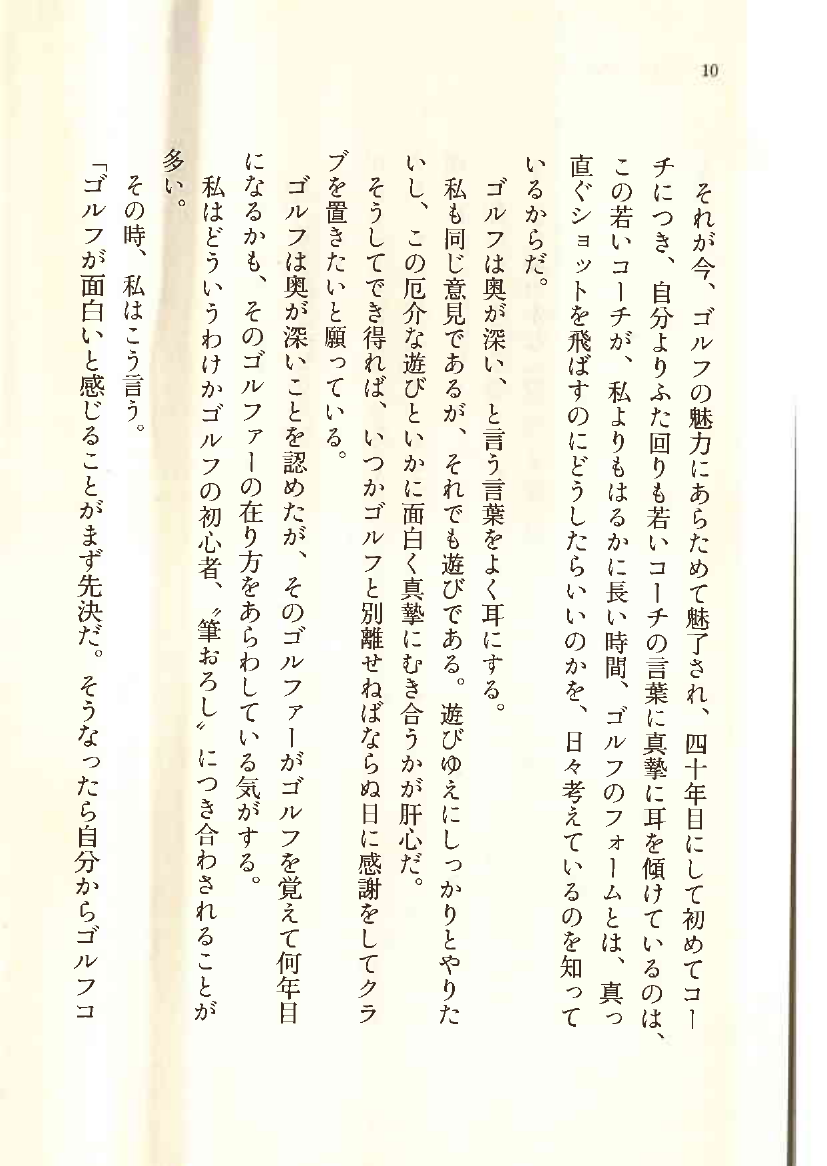 10
それが今、ゴルフの魅力にあらためて魅了され、四十年目にして初めてコー
チにつき、自分よりふた回りも若いコーチの言葉に真摯に耳を傾けているのは、
この若いコーチが、私よりもはるかに長い時間、ゴルフのフォームとは、真っ
直ぐショットを飛ばすのにどうしたらいいのかを、日々考えているのを知って
いるからだ。
ゴルフは奥が深い、と言う言葉をよく耳にする。
私も同じ意見であるが、それでも遊びである。遊びゆえにしっかりとやりた
いし、この厄介な遊びといかに面白く真摯にむき合うかが肝心だ。
そうしてでき得れば、いつかゴルフと別離せねばならぬ日に感謝をしてクラ
ブを置きたいと願っている。
ゴルフは奥が深いことを認めたが、そのゴルファーがゴルフを覚えて何年目
になるかも、そのゴルファーの在り方をあらわしている気がする。
私はどういうわけかゴルフの初心者、〝筆おろし〟につき合わされることが
多い。
その時、私はこう言う。
「ゴルフが面白いと感じることがまず先決だ。そうなったら自分からゴルフコ